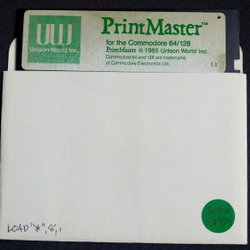 UW
Unison World Inc.
PrintMaster™
for the Commodore 64/128
PrintMaster © 1985 Unison World Inc.
Commodore 64 and 128 are trademarks
of Commodore Electronics Ltd.
1.1
LOAD "*",8,1